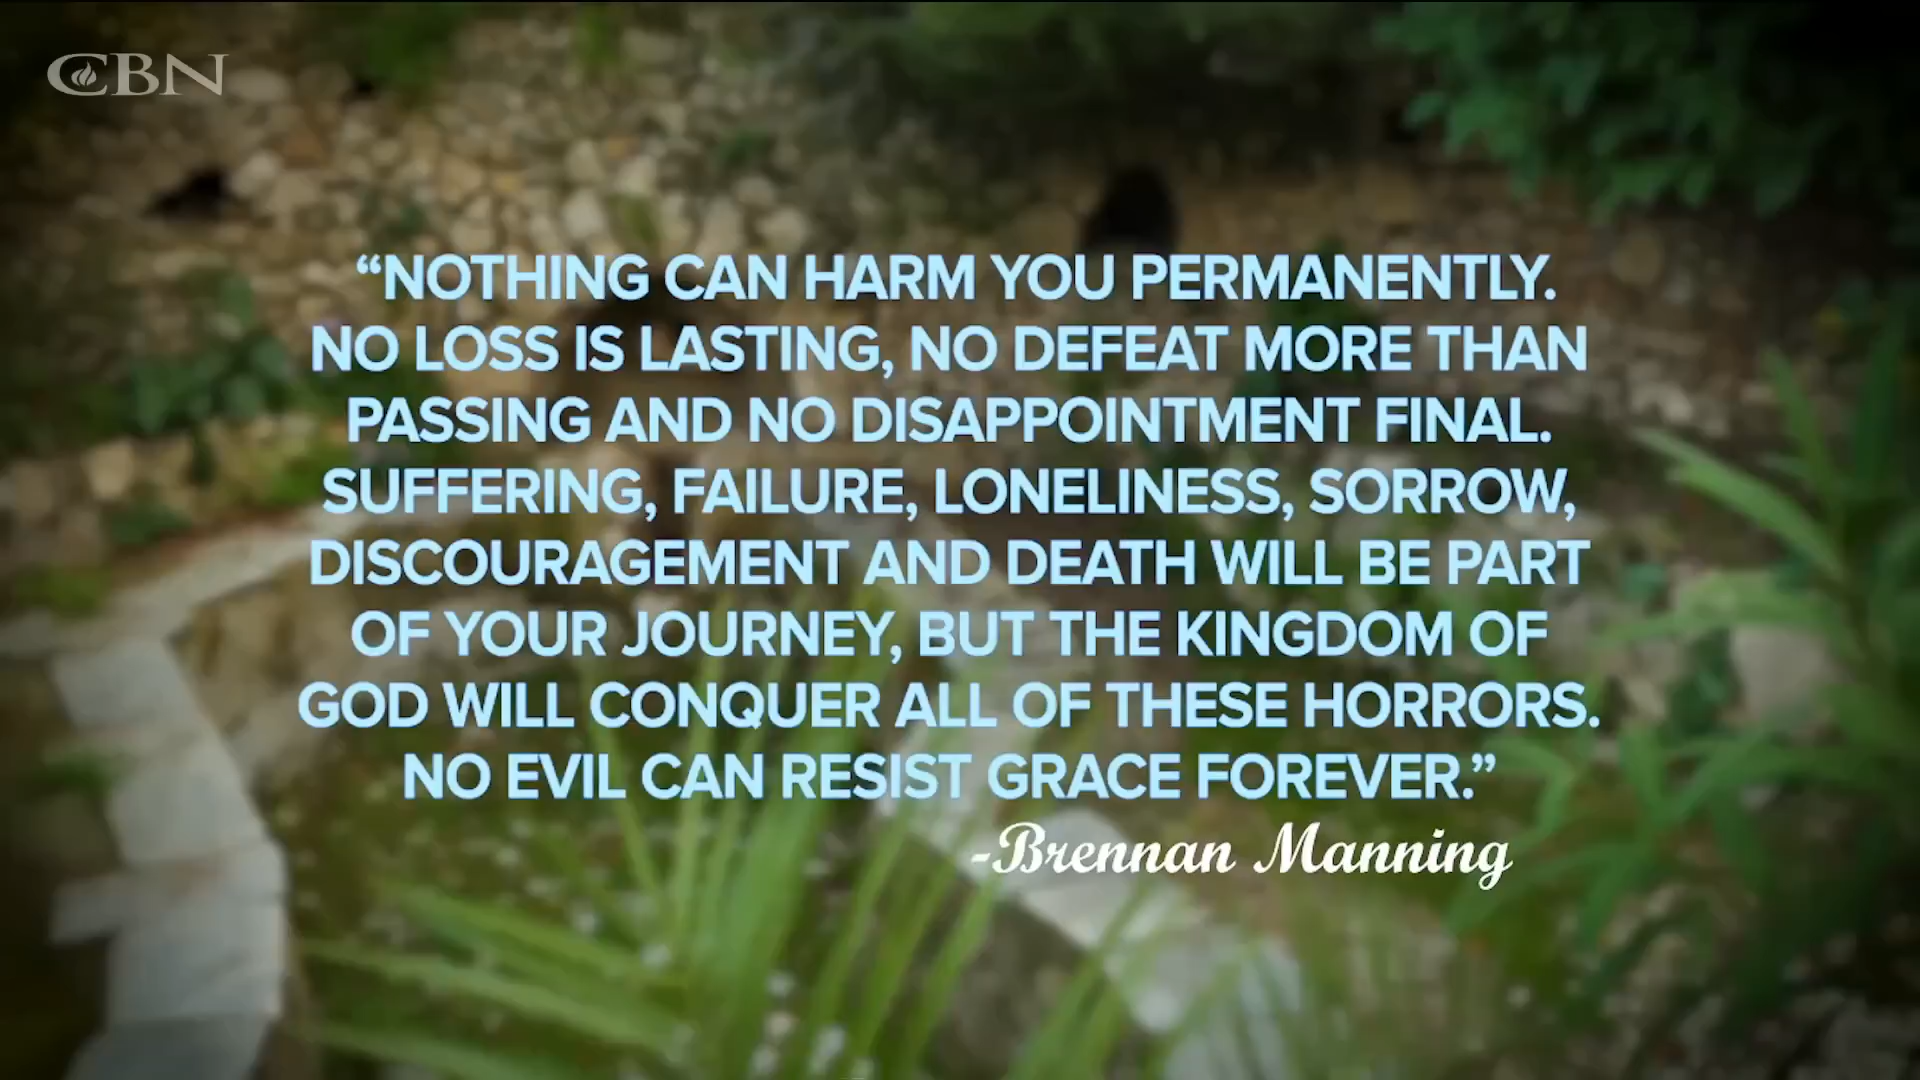 CBN
“NOTHING CAN HARM YOU PERMANENTLY.
NO LOSS IS LASTING, NO DEFEAT MORE THAN
PASSING AND NO DISAPPOINTMENT FINAL.
SUFFERING, FAILURE, LONELINESS, SORROW,
DISCOURAGEMENT AND DEATH WILL BE PART
OF YOUR JOURNEY, BUT THE KINGDOM OF
GOD WILL CONQUER ALL OF THESE HORRORS.
NO EVIL CAN RESIST GRACE FOREVER.”
-Brennan Manning